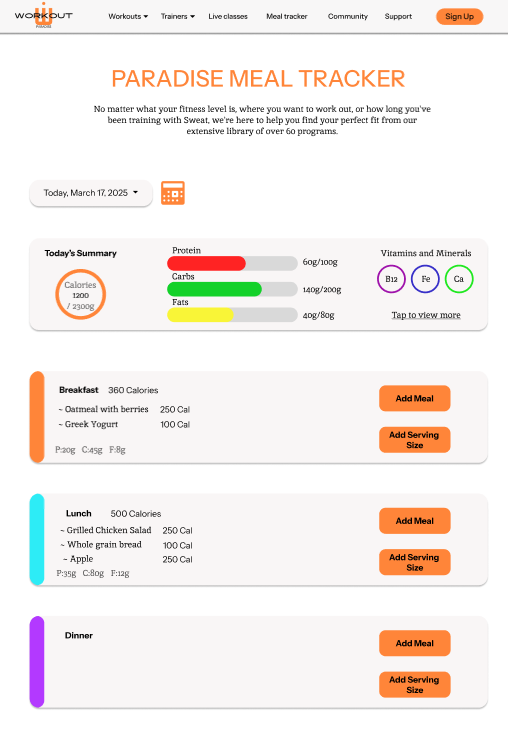 WORKOUT
PARADISE
Workouts
Trainers
Live classes
Meal tracker
Community
Support
Sign Up
PARADISE MEAL TRACKER
No matter what your fitness level is, where you want to work out, or how long you've
been training with Sweat, we're here to help you find your perfect fit from our
extensive library of over 60 programs.
Today, March 17, 2025
Today's Summary
Calories
1200
/ 2300g
Protein
60g/100g
Carbs
140g/200g
Fats
40g/80g
Vitamins and Minerals
B12
Fe
Ca
Tap to view more
Breakfast 360 Calories
~ Oatmeal with berries 250 Cal
~ Greek Yogurt 100 Cal
P:20g C:45g F:8g
Add Meal
Add Serving
Size
Lunch 500 Calories
~ Grilled Chicken Salad 250 Cal
~ Whole grain bread 100 Cal
~ Apple 250 Cal
P:35g C:80g F:12g
Add Meal
Add Serving
Size
Dinner
Add Meal
Add Serving
Size